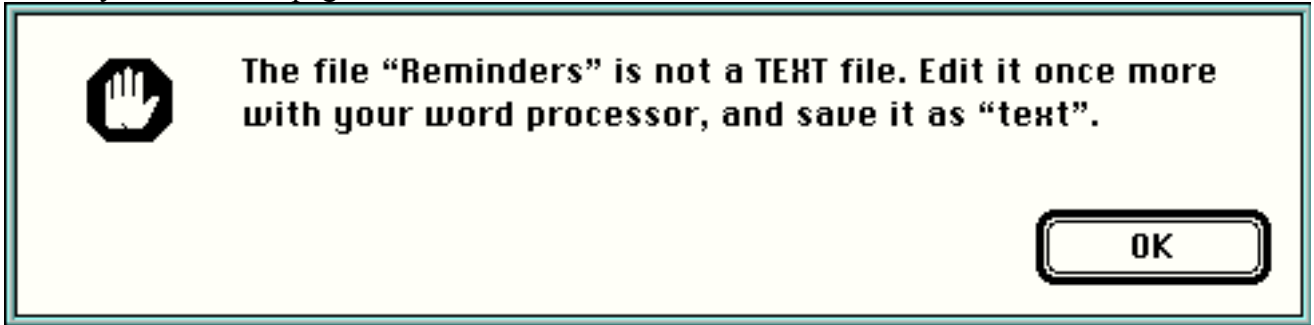 The file “Reminders” is not a TEXT file. Edit it once more
with your word processor, and save it as “text”.
OK